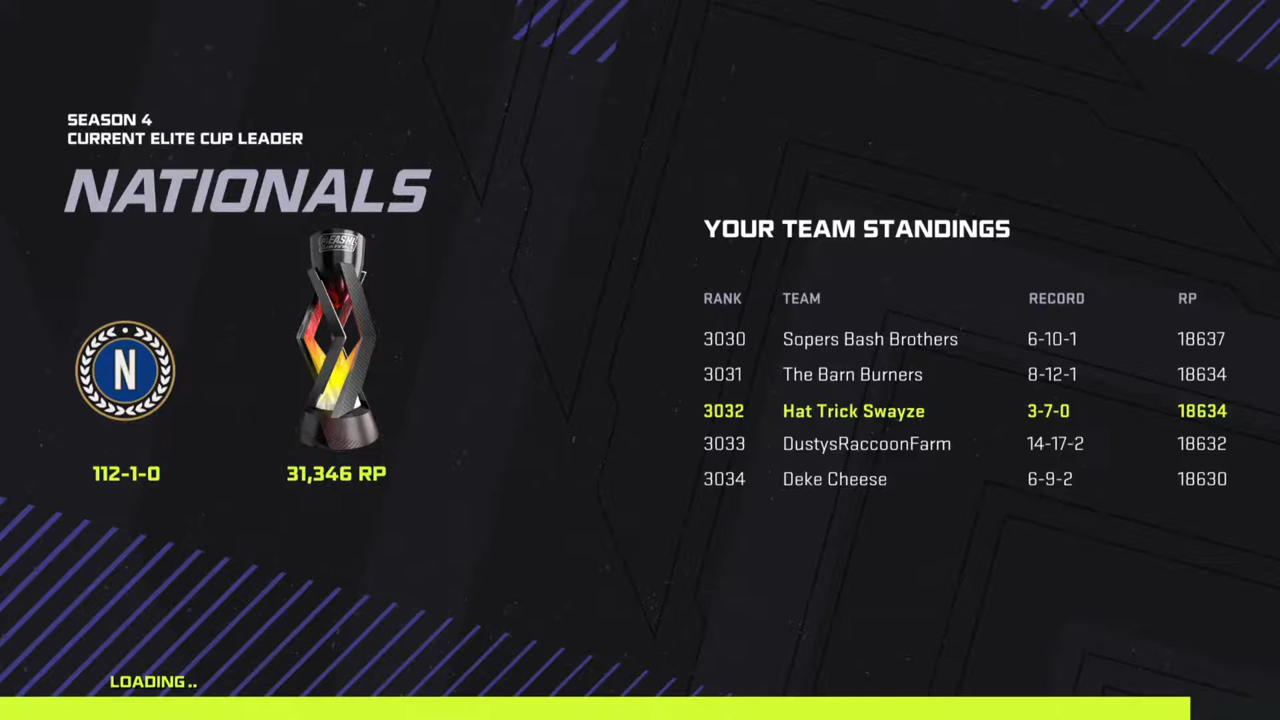 SEASON 4
CURRENT ELITE CUP LEADER
NATIONALS
N
112-1-0
31,346 RP
YOUR TEAM STANDINGS
RANK TEAM RECORD RP
3030 Sopers Bash Brothers 6-10-1 18637
3031 The Barn Burners 8-12-1 18634
3032 Hat Trick Swayze 3-7-0 18634
3033 DustysRaccoonFarm 14-17-2 18632
3034 Deke Cheese 6-9-2 18630
LOADING..